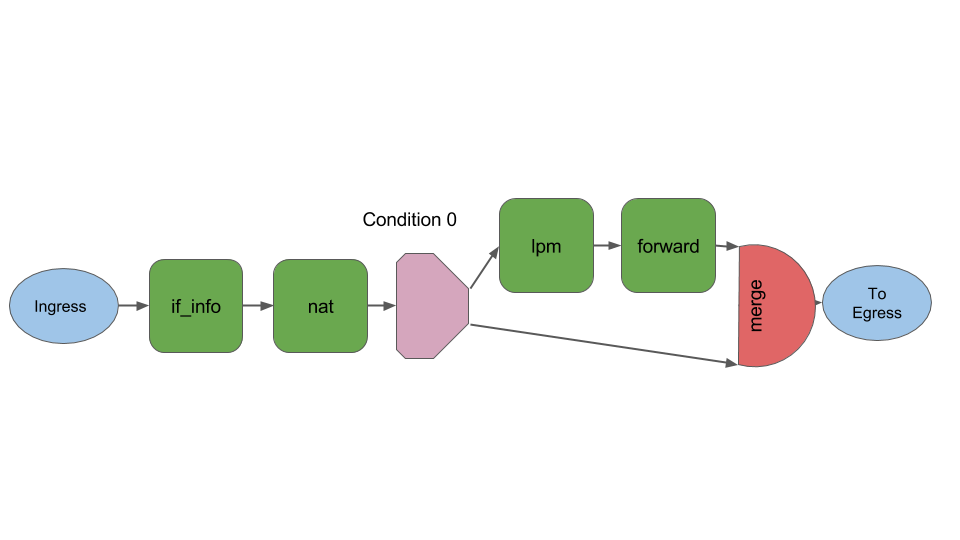 Condition 0
lpm
forward
Ingress
if_info
nat
merge
To
Egress